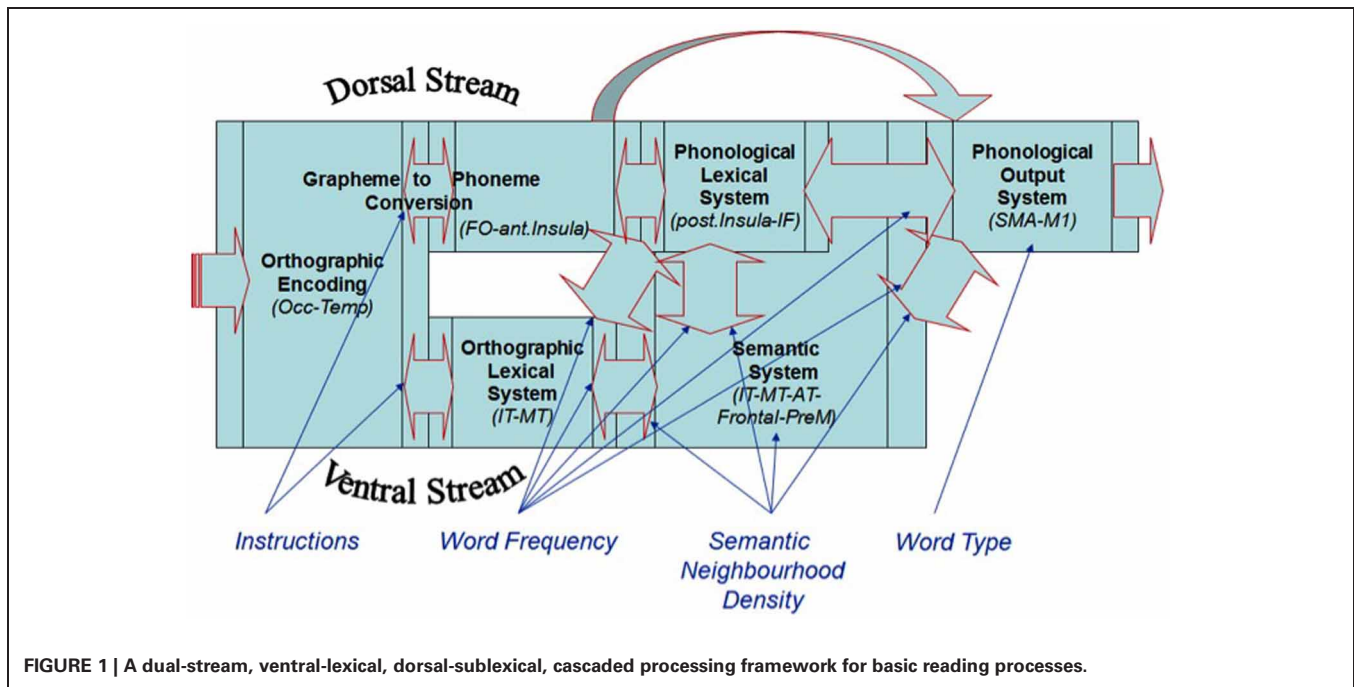 Dorsal Stream
Grapheme to Phoneme
Conversion
(FO-ant.Insula)
Phonological
Lexical
System
(post.Insula-IF)
Phonological
Output
System
(SMA-M1)
Orthographic
Encoding
(Occ-Temp)
Orthographic
Lexical
System
(IT-MT)
Semantic
System
(IT-MT-AT-
Frontal-PreM)
Ventral Stream
Instructions
Word Frequency
Semantic
Neighbourhood
Density
Word Type
FIGURE 1 | A dual-stream, ventral-lexical, dorsal-sublexical, cascaded processing framework for basic reading processes.